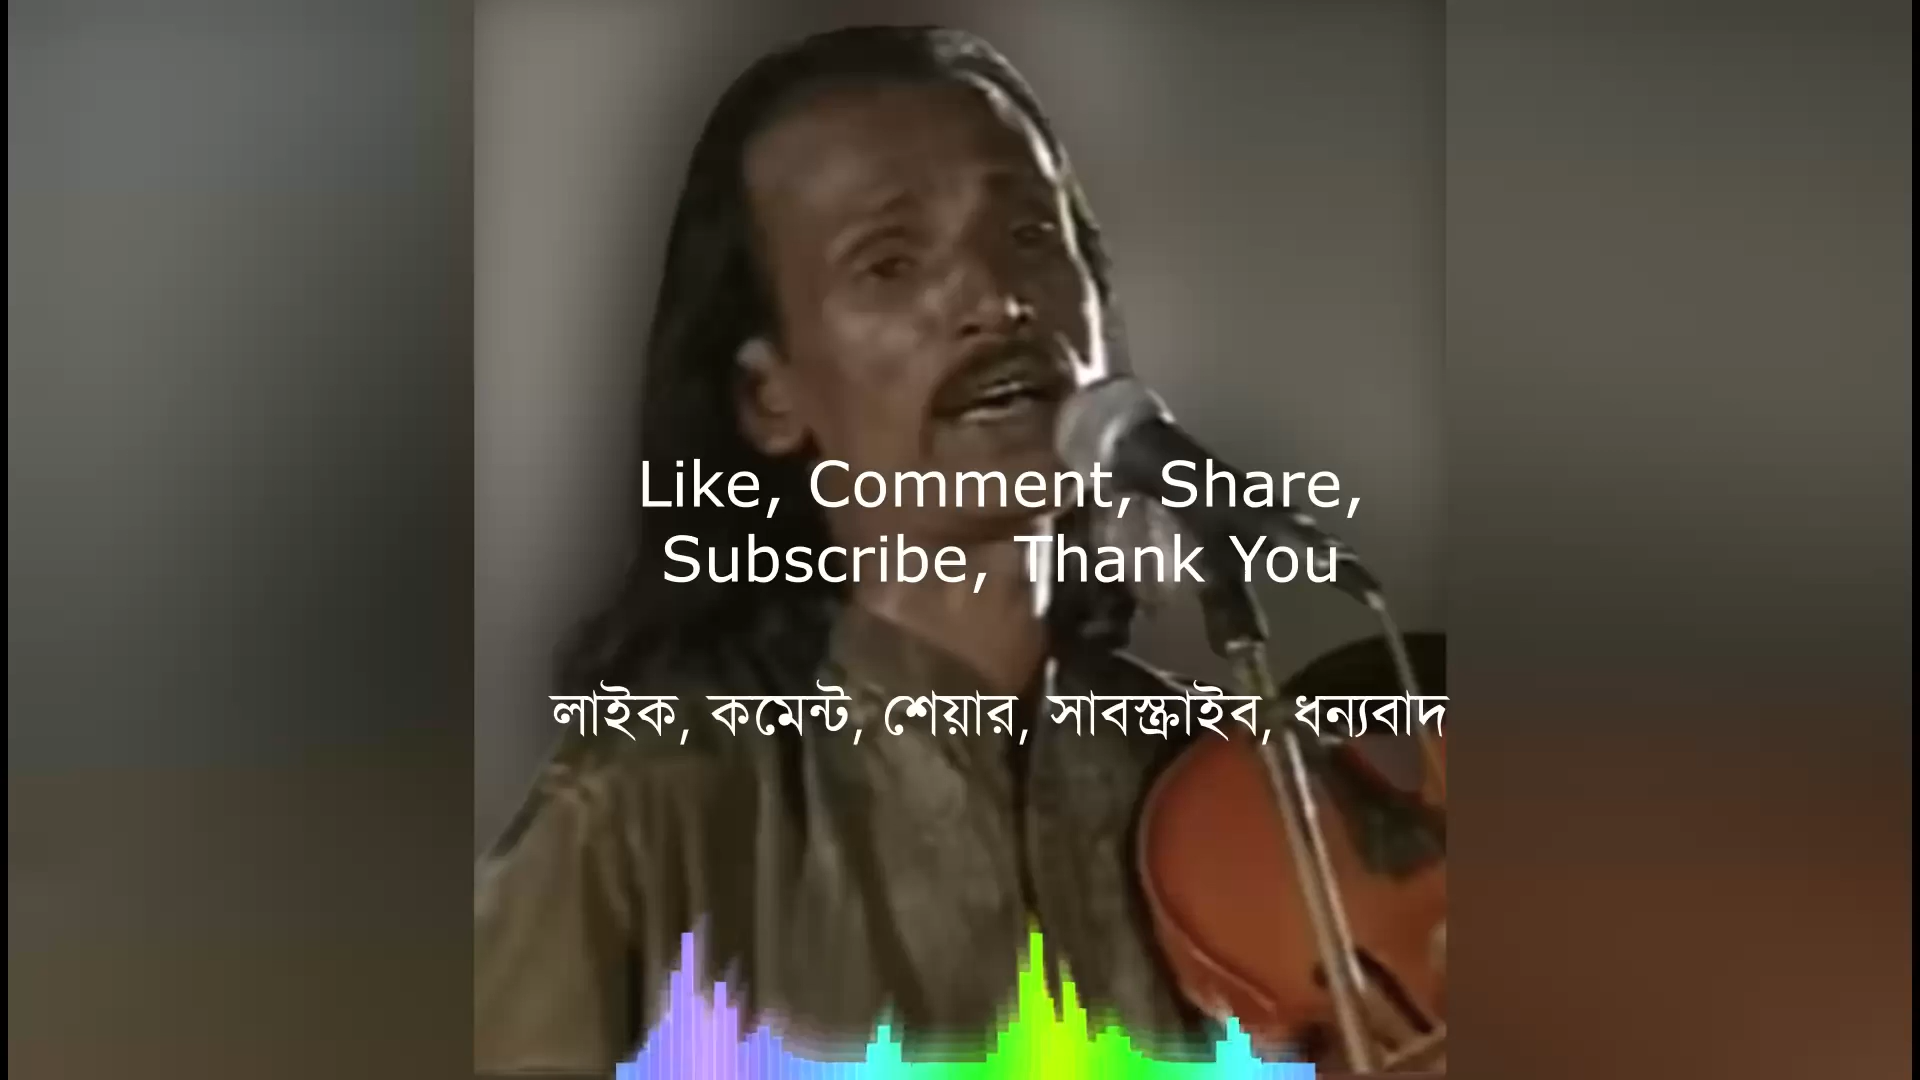 Like, Comment, Share,
Subscribe, Thank You
লাইক, কমেন্ট, শেয়ার, সাবস্ক্রাইব, ধন্যবাদ